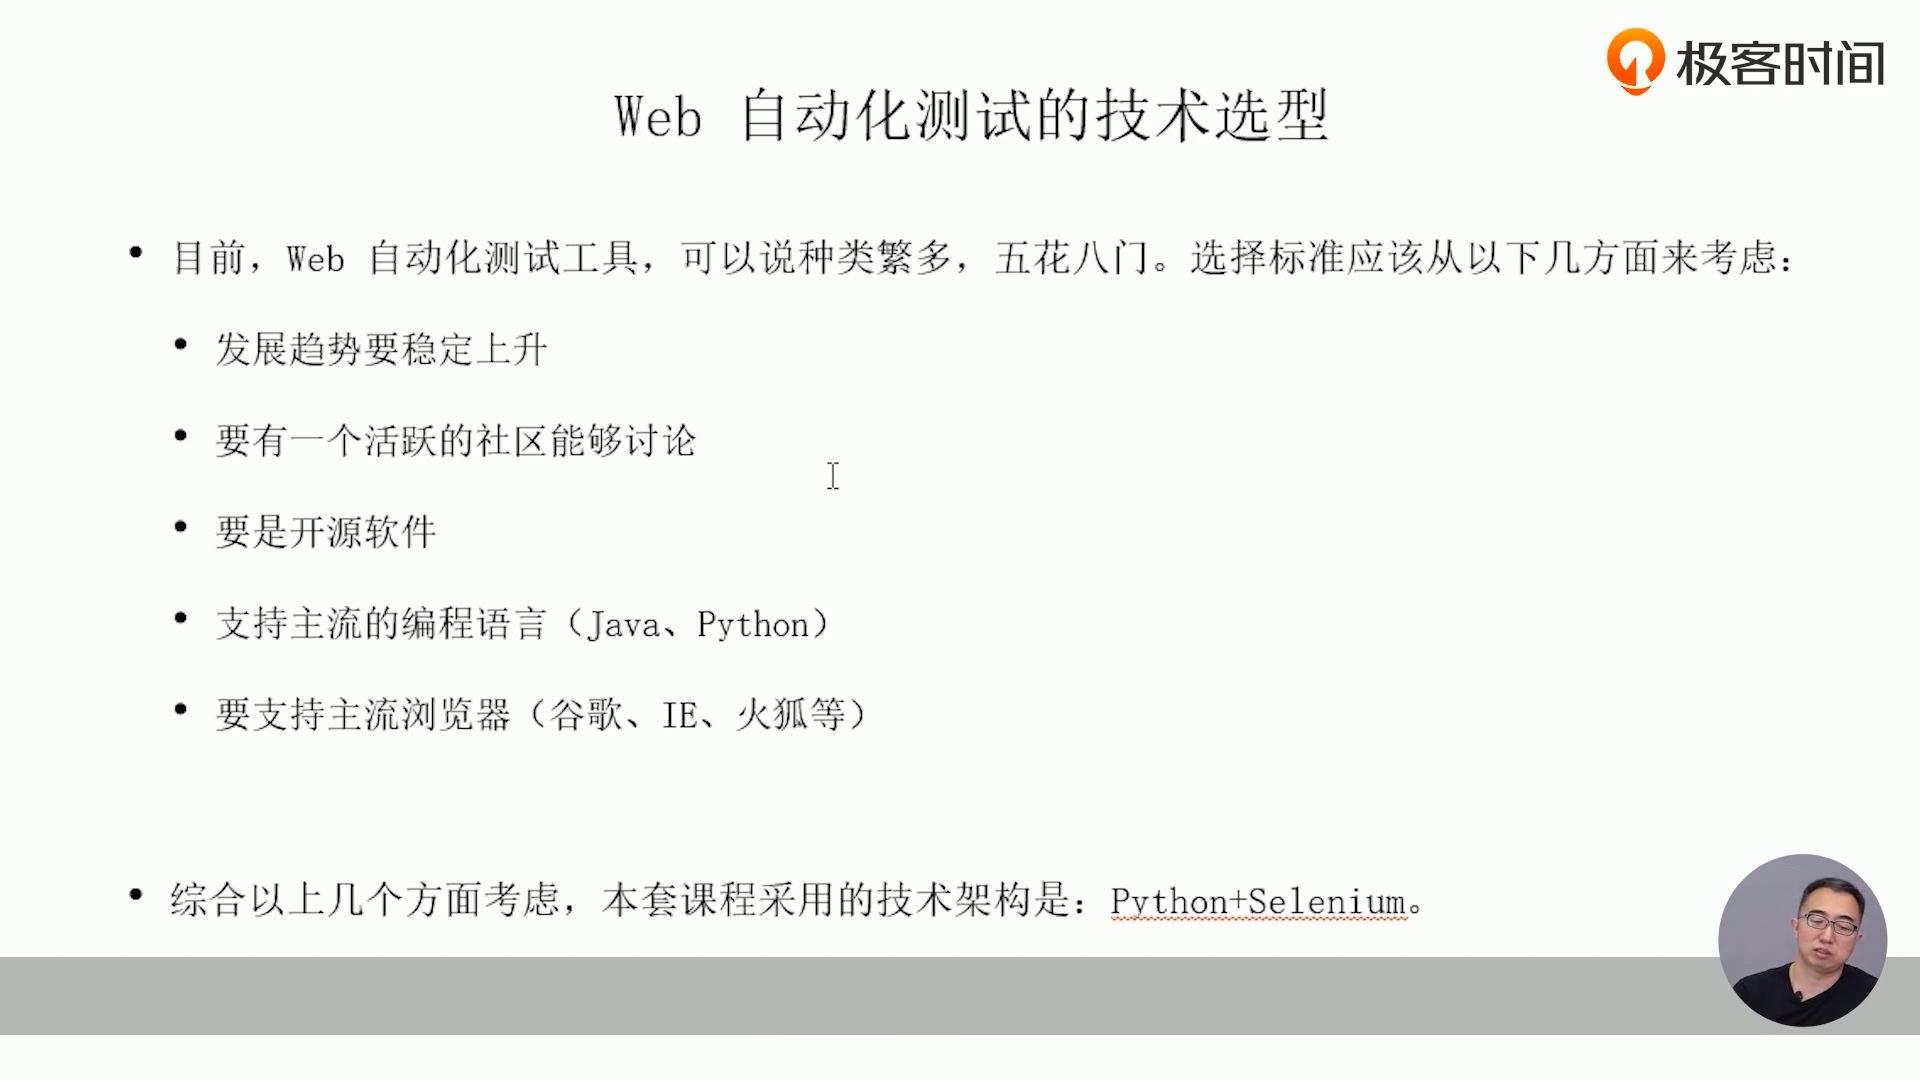 极客时间
Web 自动化测试的技术选型
• 目前，Web 自动化测试工具，可以说种类繁多，五花八门。选择标准应该从以下几方面来考虑：
• 发展趋势要稳定上升
• 要有一个活跃的社区能够讨论
• 要是开源软件
• 支持主流的编程语言（Java、Python）
• 要支持主流浏览器（谷歌、IE、火狐等）
• 综合以上几个方面考虑，本套课程采用的技术架构是：Python+Selenium。